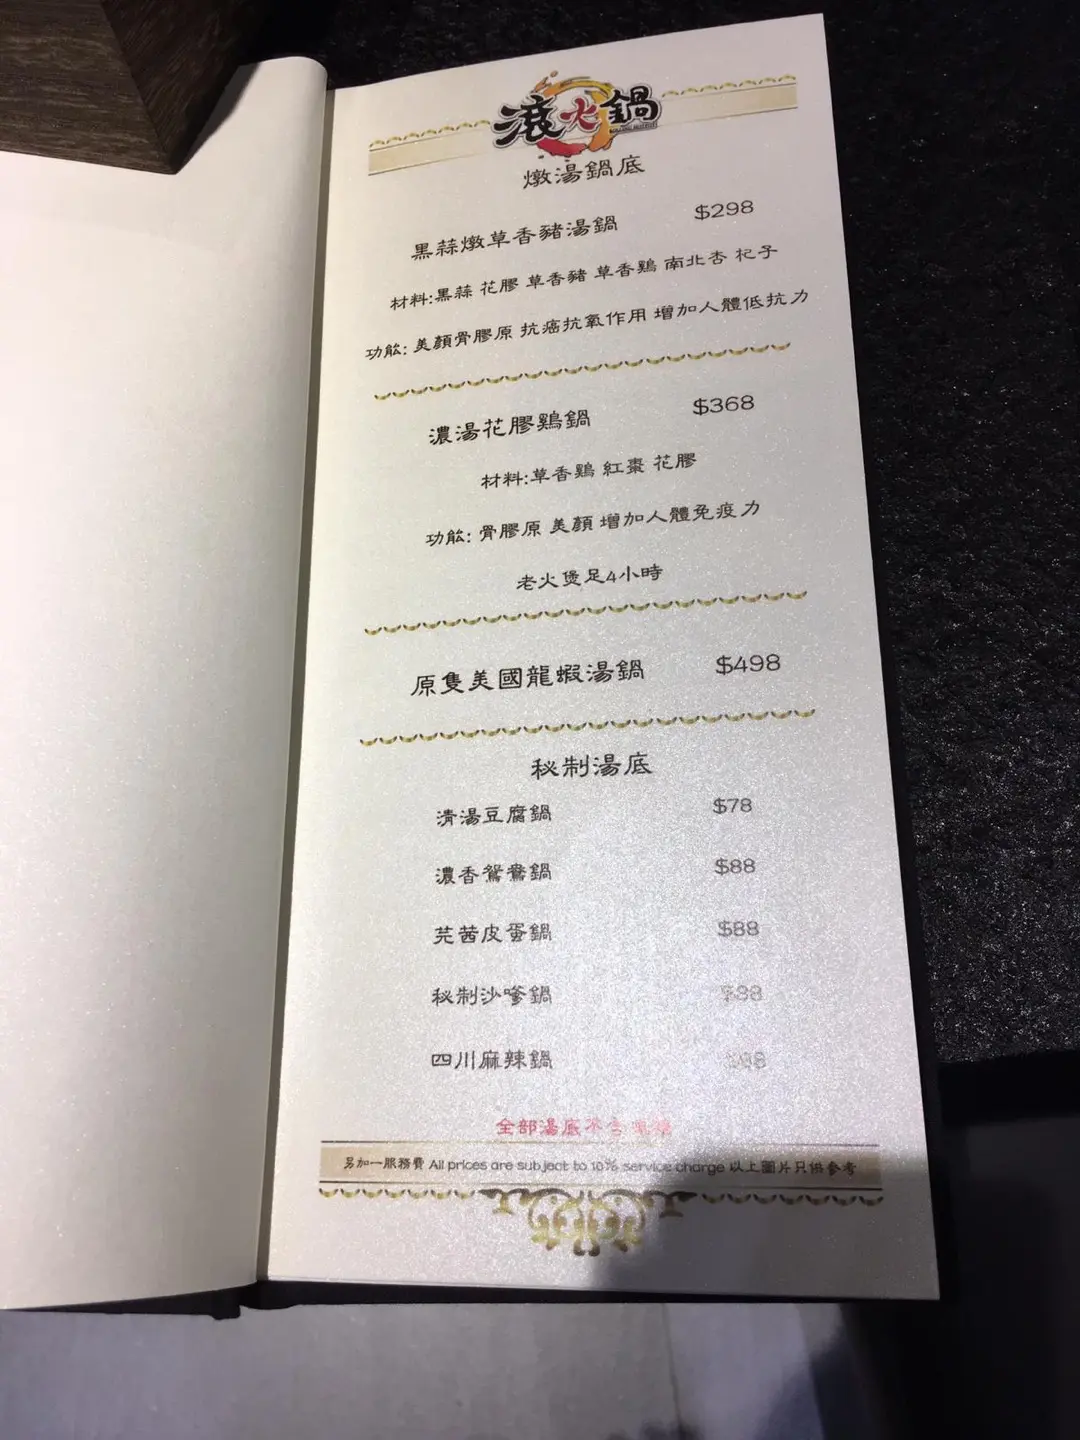 滾火鍋
燉湯鍋底
黑蒜燉草香豬湯鍋 $298
材料:黑蒜 花膠 草香豬 草香鷄 南北杏 杞子
功能: 美顏骨膠原 抗癌抗氧作用 增加人體低抗力
濃湯花膠鷄鍋 $368
材料:草香鷄 紅棗 花膠
功能: 骨膠原 美顏 增加人體免疫力
老火煲足4小時
原隻美國龍蝦湯鍋 $498
秘制湯底
清湯豆腐鍋 $78
濃香鴛鴦鍋 $88
芫茜皮蛋鍋 $88
秘制沙嗲鍋 $88
四川麻辣鍋
全部湯底不含味精
另加一服務費 All prices are subject to 10% service charge 以上圖片只供參考